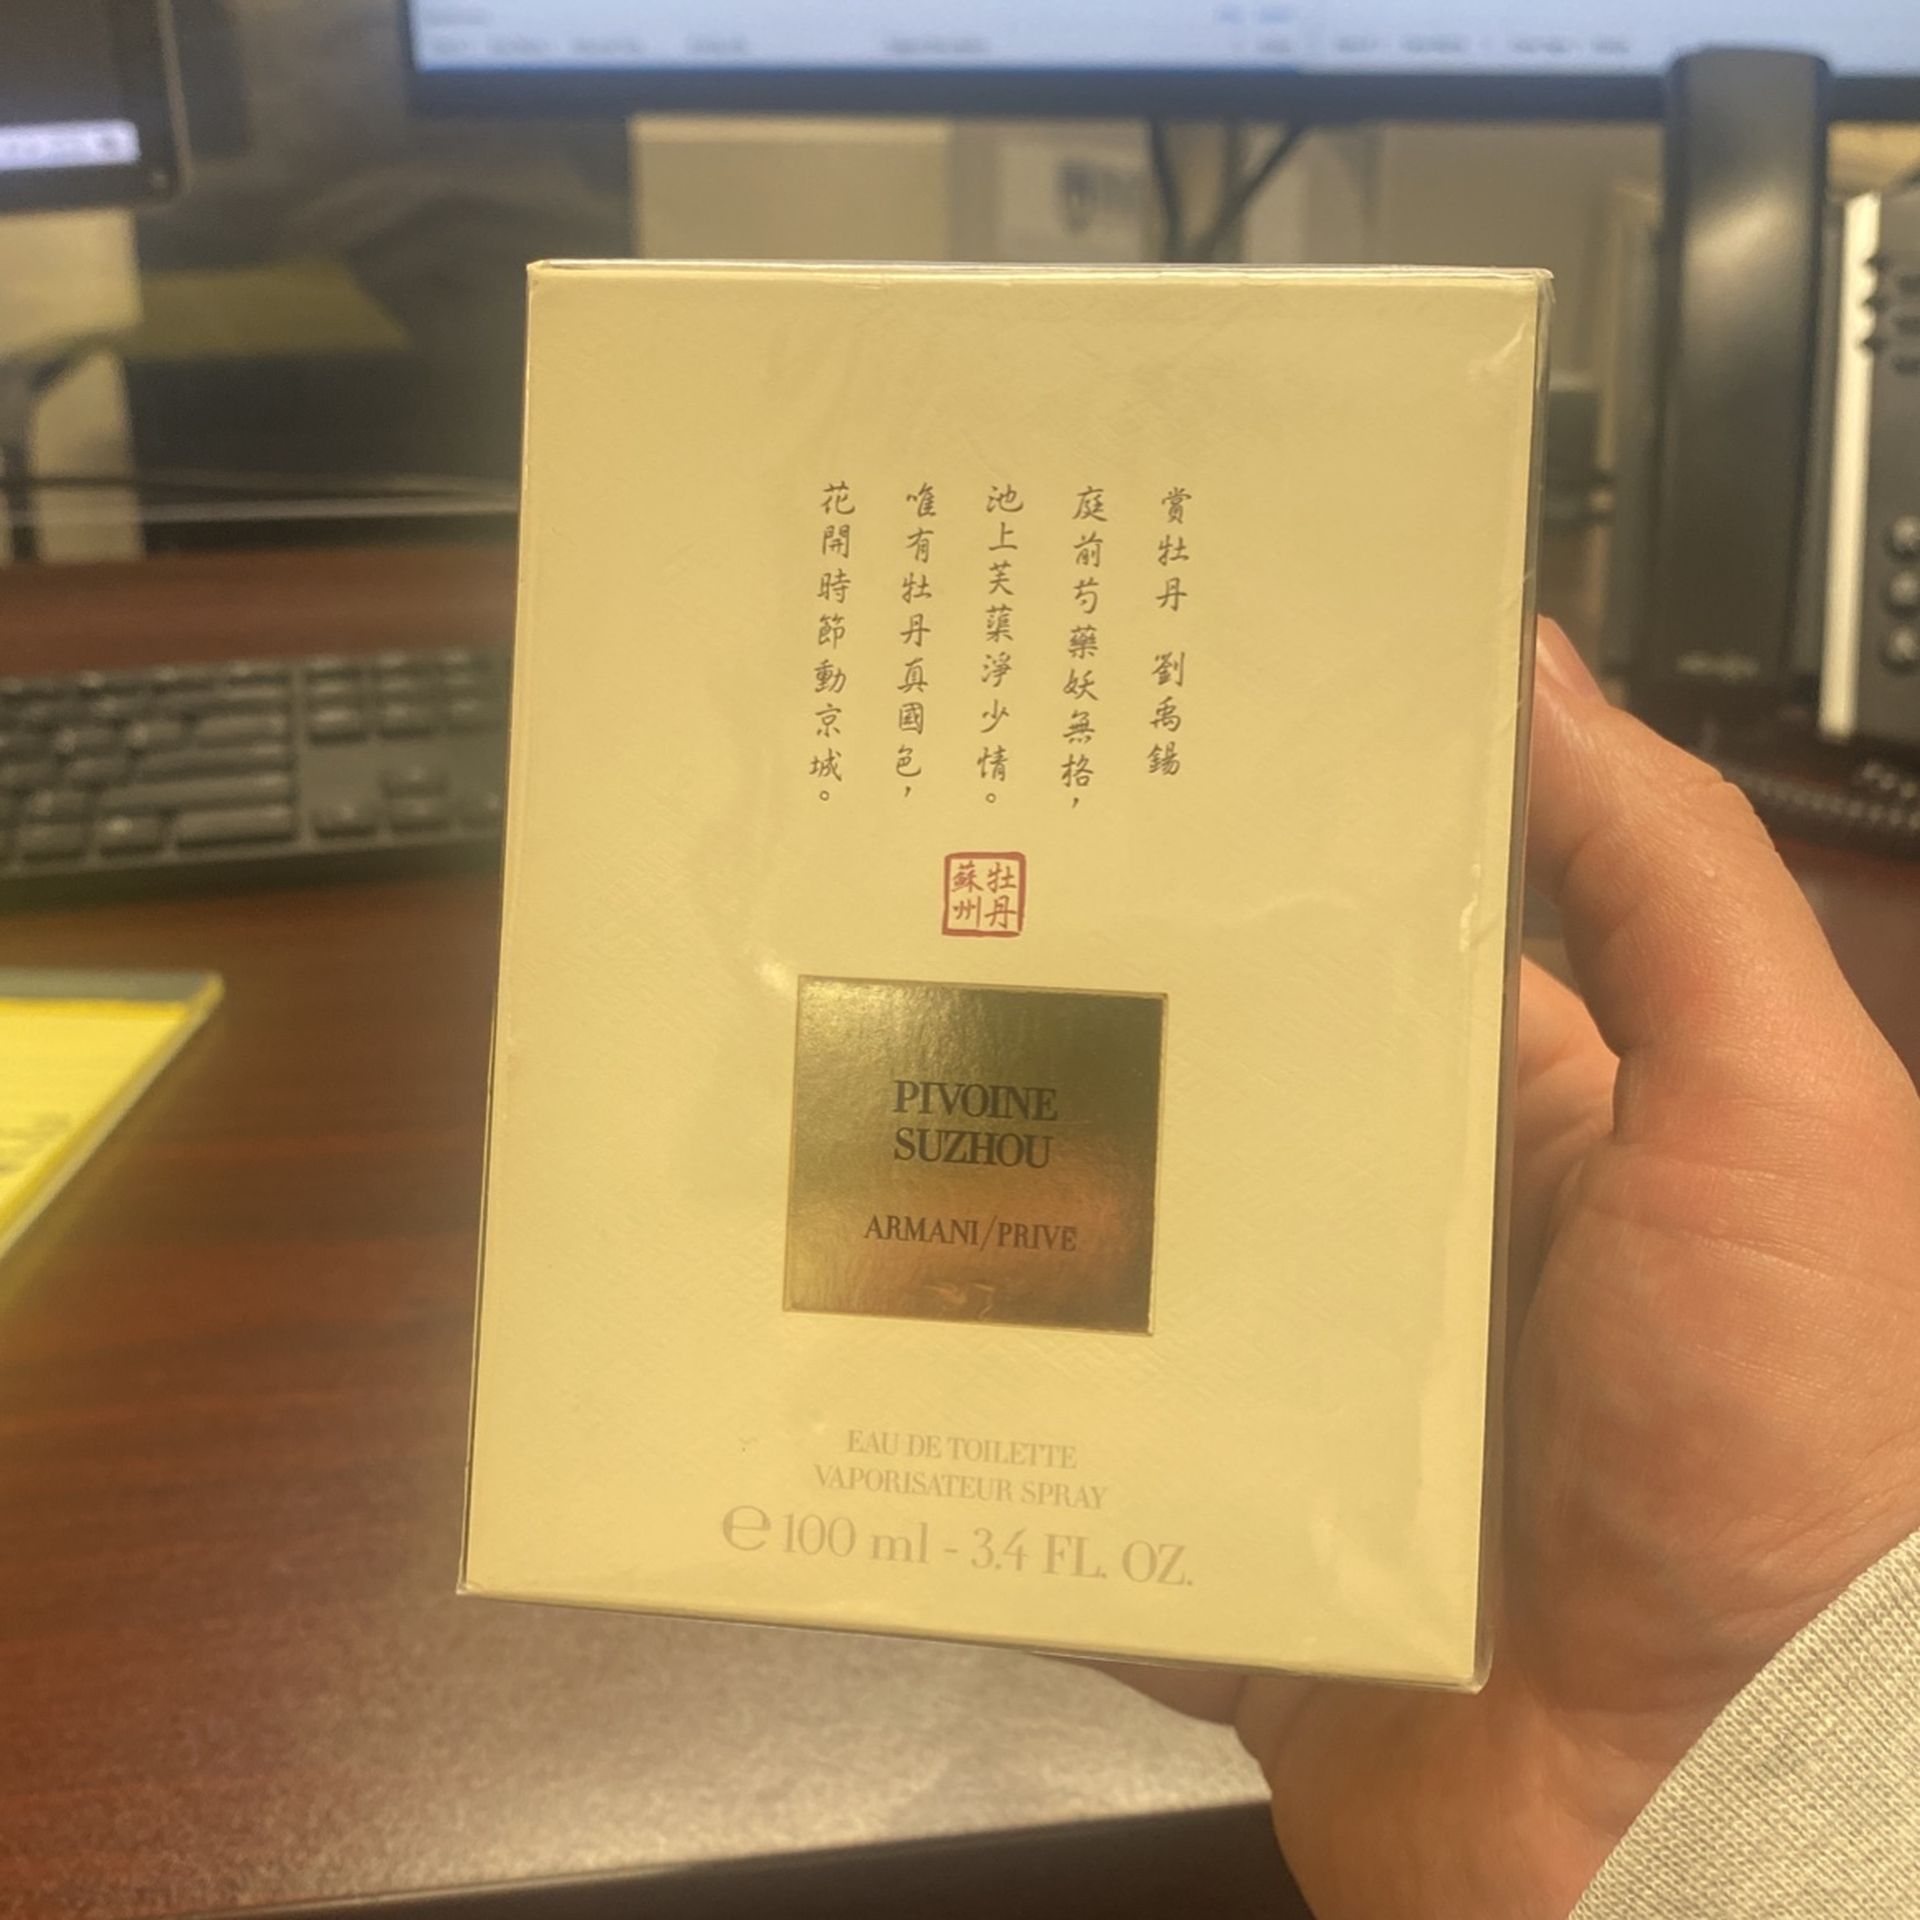 賞牡丹 劉禹錫
庭前芍藥妖無格，
池上芙蕖淨少情。
唯有牡丹真國色，
花開時節動京城。
牡丹
蘇州
PIVOINE
SUZHOU
ARMANI/PRIVĒ
EAU DE TOILETTE
VAPORISATEUR SPRAY
℮ 100 ml - 3.4 FL. OZ.